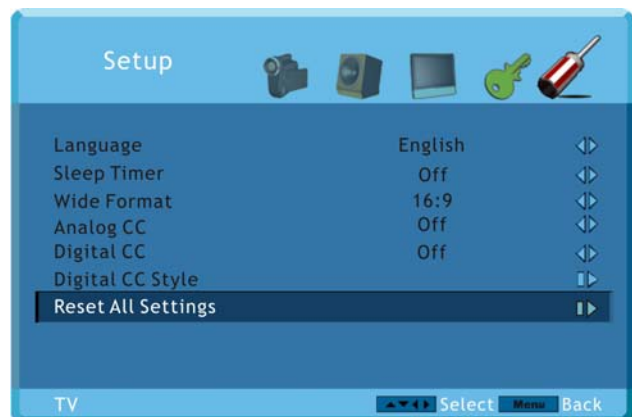 Setup
Language English
Sleep Timer Off
Wide Format 16:9
Analog CC Off
Digital CC Off
Digital CC Style
Reset All Settings
TV Select Menu Back